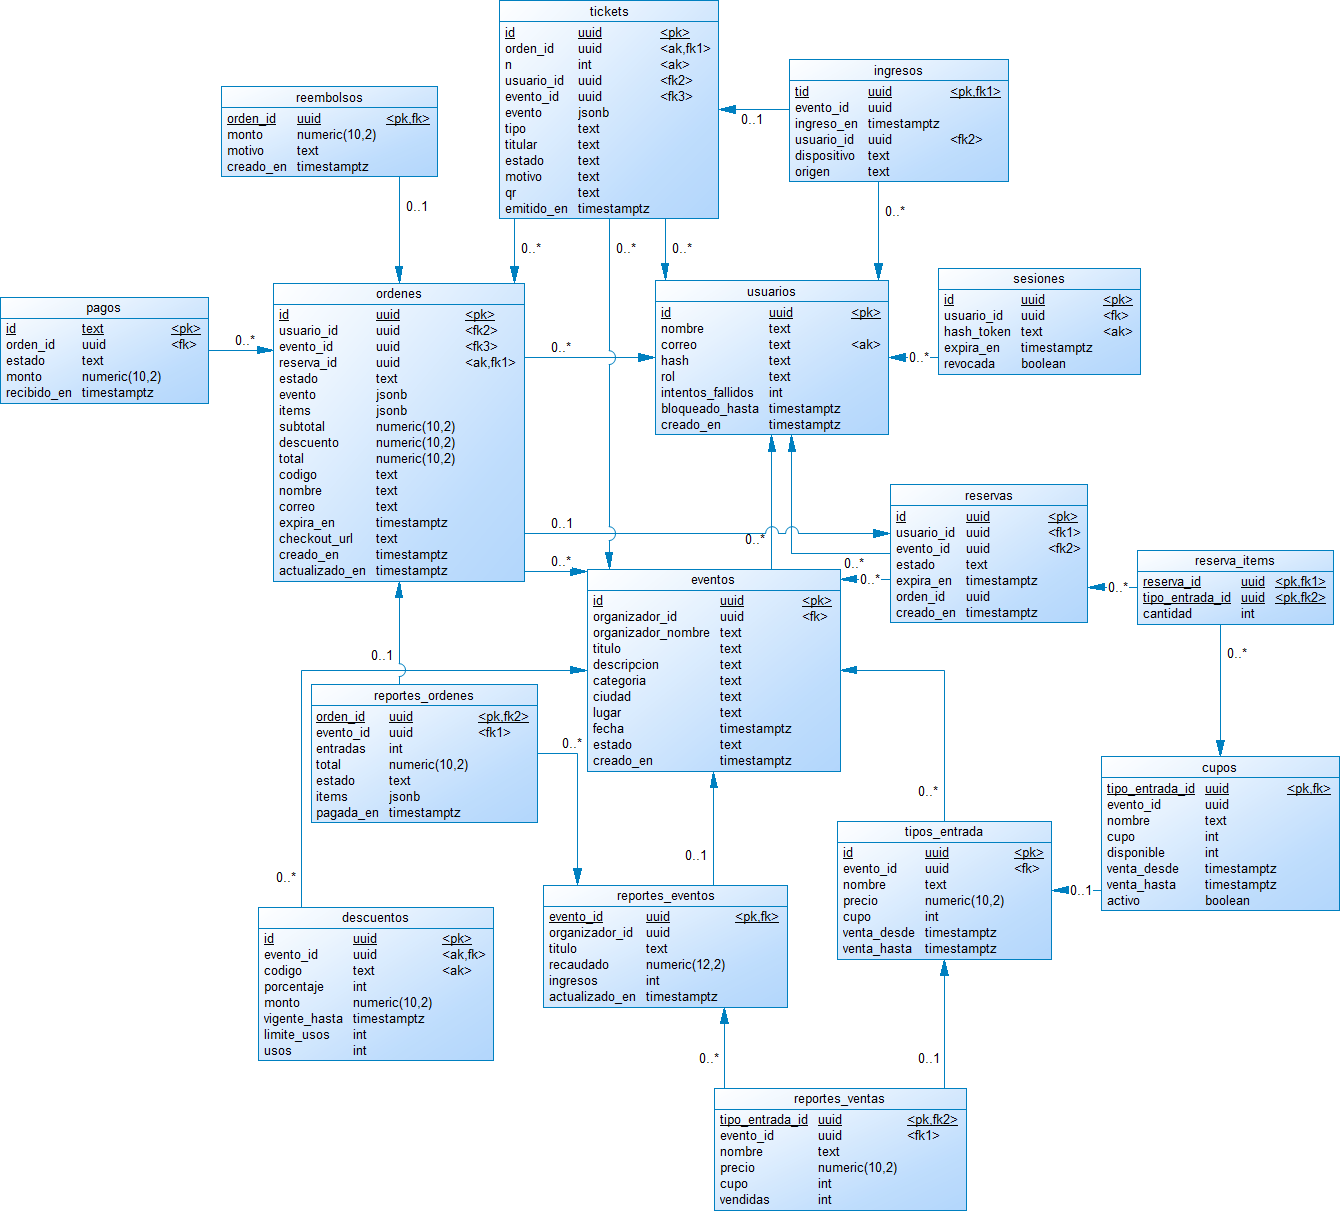 tickets
id uuid <pk>
orden_id uuid <ak,fk1>
n int <ak>
usuario_id uuid <fk2>
evento_id uuid <fk3>
evento jsonb
tipo text
titular text
estado text
motivo text
qr text
emitido_en timestamptz
ingresos
tid uuid <pk,fk1>
evento_id uuid
ingreso_en timestamptz
usuario_id uuid <fk2>
dispositivo text
origen text
0..1
reembolsos
orden_id uuid <pk,fk>
monto numeric(10,2)
motivo text
creado_en timestamptz
0..1
0..*
0..*
0..*
0..*
pagos
id text <pk>
orden_id uuid <fk>
estado text
monto numeric(10,2)
recibido_en timestamptz
0..*
ordenes
id uuid <pk>
usuario_id uuid <fk2>
evento_id uuid <fk3>
reserva_id uuid <ak,fk1>
estado text
evento jsonb
items jsonb
subtotal numeric(10,2)
descuento numeric(10,2)
total numeric(10,2)
codigo text
nombre text
correo text
expira_en timestamptz
checkout_url text
creado_en timestamptz
actualizado_en timestamptz
0..*
0..1
0..*
usuarios
id uuid <pk>
nombre text
correo text <ak>
hash text
rol text
intentos_fallidos int
bloqueado_hasta timestamptz
creado_en timestamptz
0..*
sesiones
id uuid <pk>
usuario_id uuid <fk>
hash_token text <ak>
expira_en timestamptz
revocada boolean
0..*
0..*
0..*
reservas
id uuid <pk>
usuario_id uuid <fk1>
evento_id uuid <fk2>
estado text
expira_en timestamptz
orden_id uuid
creado_en timestamptz
0..*
reserva_items
reserva_id uuid <pk,fk1>
tipo_entrada_id uuid <pk,fk2>
cantidad int
0..*
eventos
id uuid <pk>
organizador_id uuid <fk>
organizador_nombre text
titulo text
descripcion text
categoria text
ciudad text
lugar text
fecha timestamptz
estado text
creado_en timestamptz
0..1
reportes_ordenes
orden_id uuid <pk,fk2>
evento_id uuid <fk1>
entradas int
total numeric(10,2)
estado text
items jsonb
pagada_en timestamptz
0..*
0..*
0..1
0..*
cupos
tipo_entrada_id uuid <pk,fk>
evento_id uuid
nombre text
cupo int
disponible int
venta_desde timestamptz
venta_hasta timestamptz
activo boolean
0..1
tipos_entrada
id uuid <pk>
evento_id uuid <fk>
nombre text
precio numeric(10,2)
cupo int
venta_desde timestamptz
venta_hasta timestamptz
reportes_eventos
evento_id uuid <pk,fk>
organizador_id uuid
titulo text
recaudado numeric(12,2)
ingresos int
actualizado_en timestamptz
descuentos
id uuid <pk>
evento_id uuid <ak,fk>
codigo text <ak>
porcentaje int
monto numeric(10,2)
vigente_hasta timestamptz
limite_usos int
usos int
0..*
0..1
reportes_ventas
tipo_entrada_id uuid <pk,fk2>
evento_id uuid <fk1>
nombre text
precio numeric(10,2)
cupo int
vendidas int